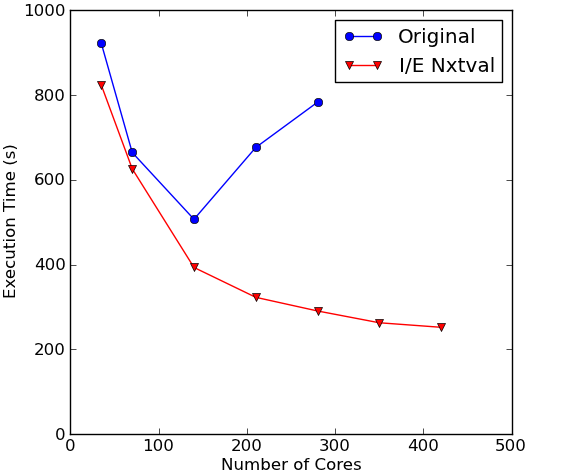 1000
800
600
400
200
0
Execution Time (s)
Original
I/E Nxtval
0 100 200 300 400 500
Number of Cores